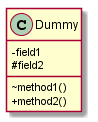 C Dummy
-field1
#field2
~method1()
+method2()